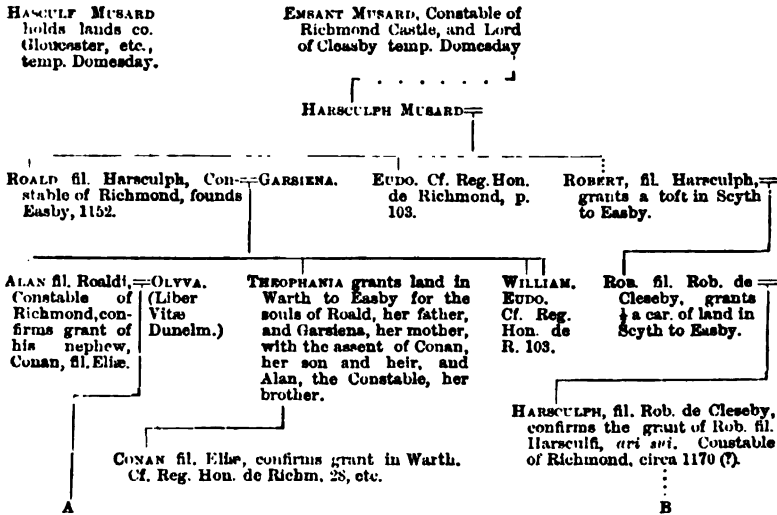 HASCULF MUSARD
holds lands co.
Gloucester, etc.,
temp. Domesday.
EMSANT MUSARD, Constable of
Richmond Castle, and Lord
of Cleasby temp. Domesday
HARSCULPH MUSARD
ROALD fil. Harsculph, Con-
stable of Richmond, founds
Easby, 1152.
GARSIENA.
EUDO. Cf. Reg. Hon.
de Richmond, p.
103.
ROBERT, fil. Harsculph,
grants a toft in Scyth
to Easby.
ALAN fil. Roaldi,
Constable of
Richmond, con-
firms grant of
his nephew,
Conan, fil. Eliæ.
OLYVA.
(Liber
Vitæ
Dunelm.)
THROPHANIA grants land in
Warth to Easby for the
souls of Roald, her father,
and Garsiena, her mother,
with the assent of Conan,
her son and heir, and
Alan, the Constable, her
brother.
WILLIAM.
EUDO.
Cf. Reg.
Hon. de
R. 103.
ROB. fil. Rob. de
Cleseby, grants
½ a car. of land in
Scyth to Easby.
HARSCULPH, fil. Rob. de Cleseby,
confirms the grant of Rob. fil.
Harsculfi, avi sui. Constable
of Richmond, circa 1170 (?).
CONAN fil. Eliæ, confirms grant in Warth.
Cf. Reg. Hon. de Richm. 28, etc.
A
B